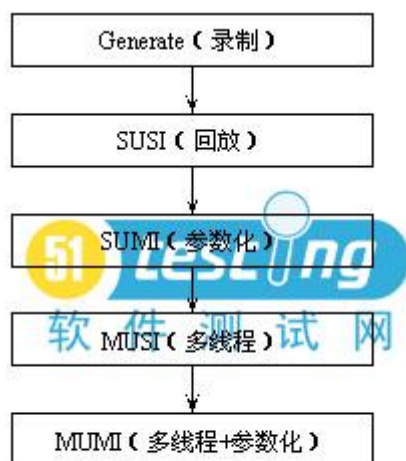 Generate（录制）
SUSI（回放）
SUMI（参数化）
51 testing
软件测试网
MUSI（多线程）
MUMI（多线程+参数化）